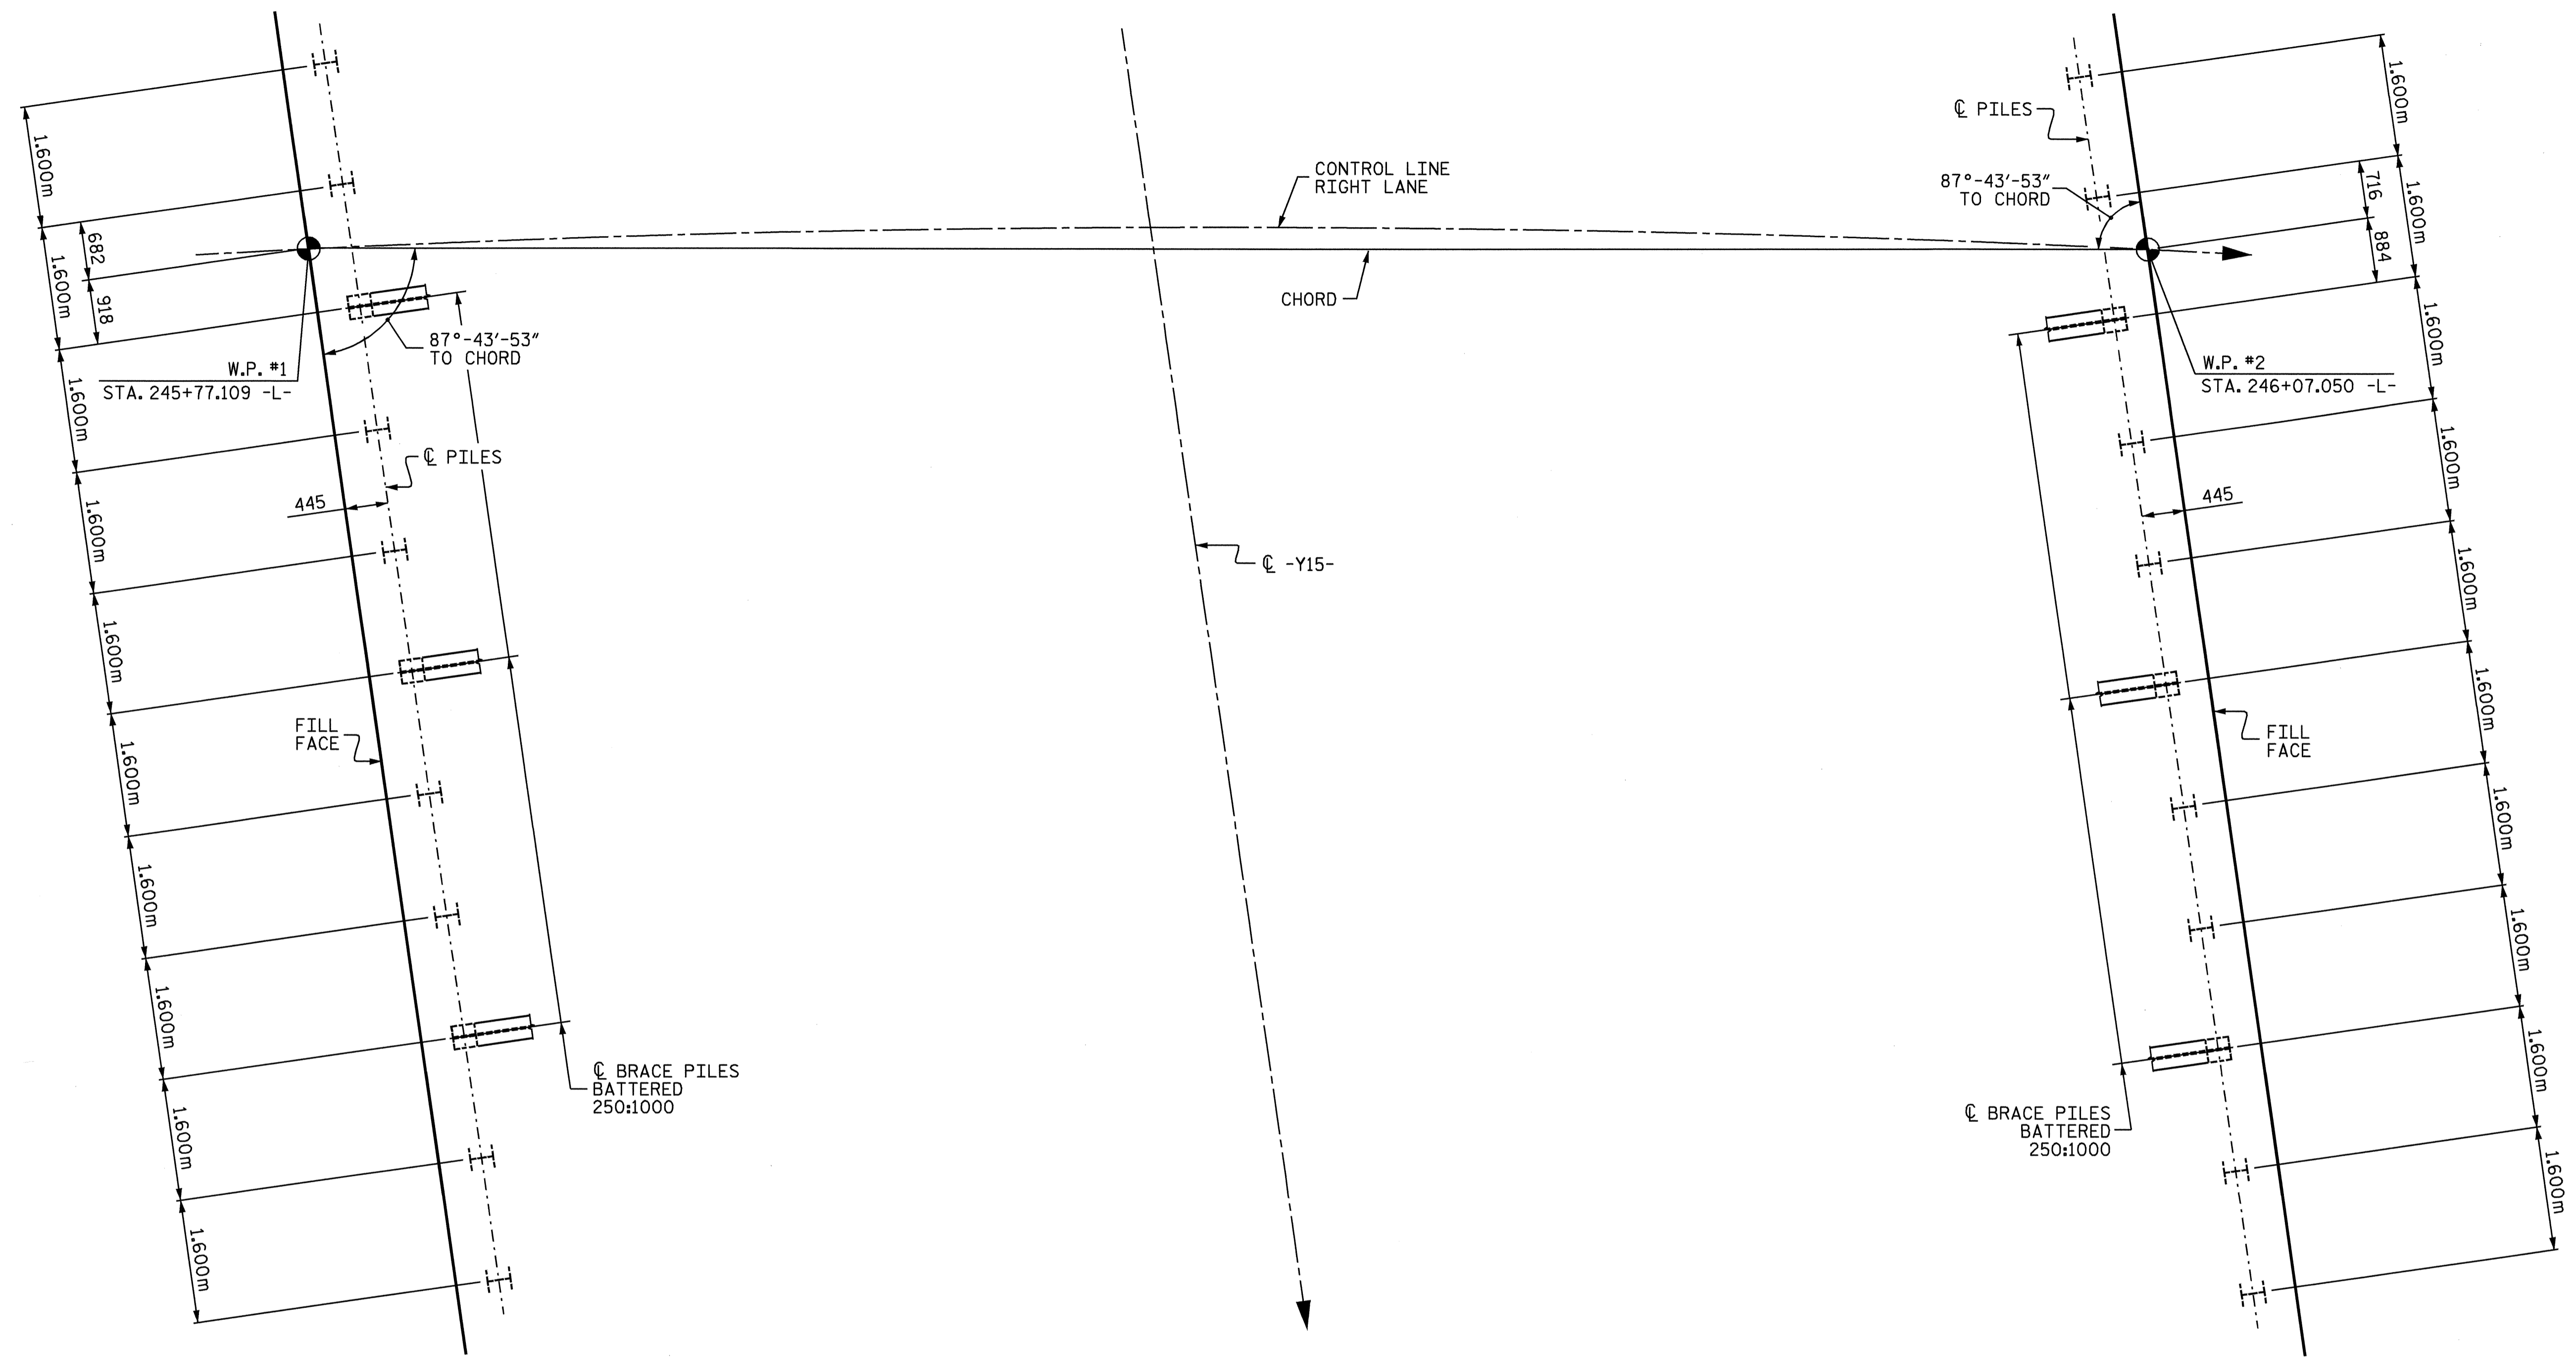 1.600m
1.600m
1.600m
1.600m
1.600m
1.600m
1.600m
1.600m
1.600m
1.600m
682
918
W.P. #1
STA. 245+77.109 -L-
87°-43'-53"
TO CHORD
℄ PILES
445
FILL
FACE
℄ BRACE PILES
BATTERED
250:1000
CONTROL LINE
RIGHT LANE
CHORD
℄ -Y15-
℄ PILES
87°-43'-53"
TO CHORD
W.P. #2
STA. 246+07.050 -L-
445
FILL
FACE
℄ BRACE PILES
BATTERED
250:1000
716
884
1.600m
1.600m
1.600m
1.600m
1.600m
1.600m
1.600m
1.600m
1.600m
1.600m